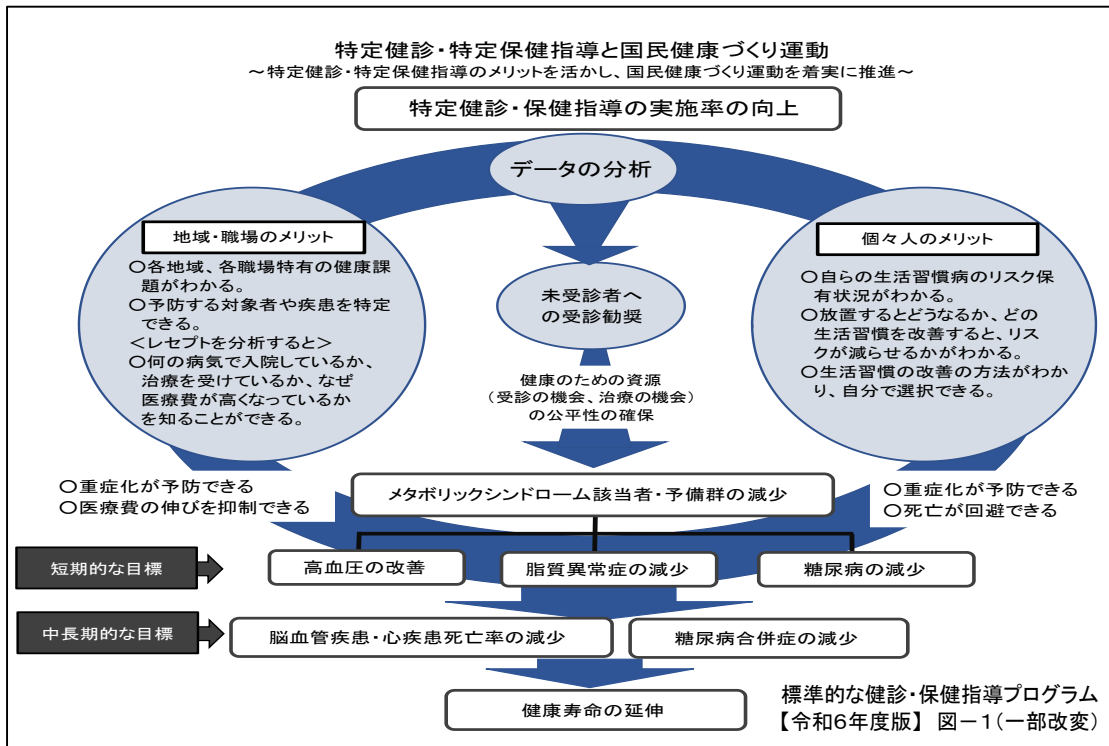 特定健診・特定保健指導と国民健康づくり運動
～特定健診・特定保健指導のメリットを活かし、国民健康づくり運動を着実に推進～
特定健診・保健指導の実施率の向上
データの分析
地域・職場のメリット
○各地域、各職場特有の健康課
題がわかる。
○予防する対象者や疾患を特定
できる。
＜レセプトを分析すると＞
○何の病気で入院しているか、
治療を受けているか、なぜ
医療費が高くなっているか
を知ることができる。
未受診者へ
の受診勧奨
個々人のメリット
○自らの生活習慣病のリスク保
有状況がわかる。
○放置するとどうなるか、どの
生活習慣を改善すると、リス
クが減らせるかがわかる。
○生活習慣の改善の方法がわか
り、自分で選択できる。
健康のための資源
（受診の機会、治療の機会）
の公平性の確保
○重症化が予防できる
○医療費の伸びを抑制できる
メタボリックシンドローム該当者・予備群の減少
○重症化が予防できる
○死亡が回避できる
短期的な目標
高血圧の改善
脂質異常症の減少
糖尿病の減少
中長期的な目標
脳血管疾患・心疾患死亡率の減少
糖尿病合併症の減少
健康寿命の延伸
標準的な健診・保健指導プログラム
【令和6年度版】 図－1（一部改変）